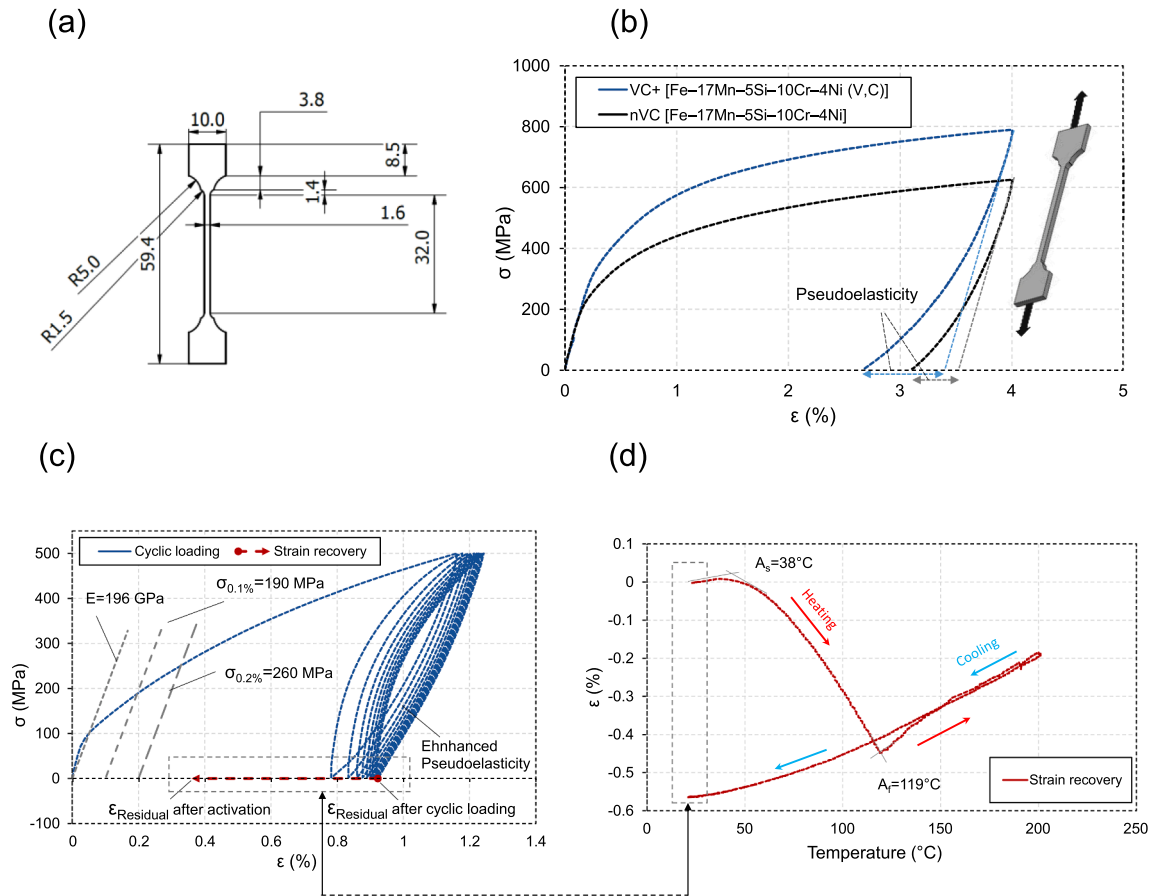 (a)
10.0
3.8
8.5
1.4
1.6
59.4
32.0
R5.0
R1.5
(b)
1000
800
600
400
200
0
σ (MPa)
VC+ [Fe–17Mn–5Si–10Cr–4Ni (V,C)]
nVC [Fe–17Mn–5Si–10Cr–4Ni]
Pseudoelasticity
0 1 2 3 4 5
ε (%)
(c)
500
400
300
200
100
0
-100
σ (MPa)
Cyclic loading
Strain recovery
E=196 GPa
σ0.1%=190 MPa
σ0.2%=260 MPa
Ehnhanced
Pseudoelasticity
εResidual after activation
εResidual after cyclic loading
0 0.2 0.4 0.6 0.8 1 1.2 1.4
ε (%)
(d)
0.1
0
-0.1
-0.2
-0.3
-0.4
-0.5
-0.6
ε (%)
As=38°C
Heating
Cooling
Af=119°C
Strain recovery
0 50 100 150 200 250
Temperature (°C)